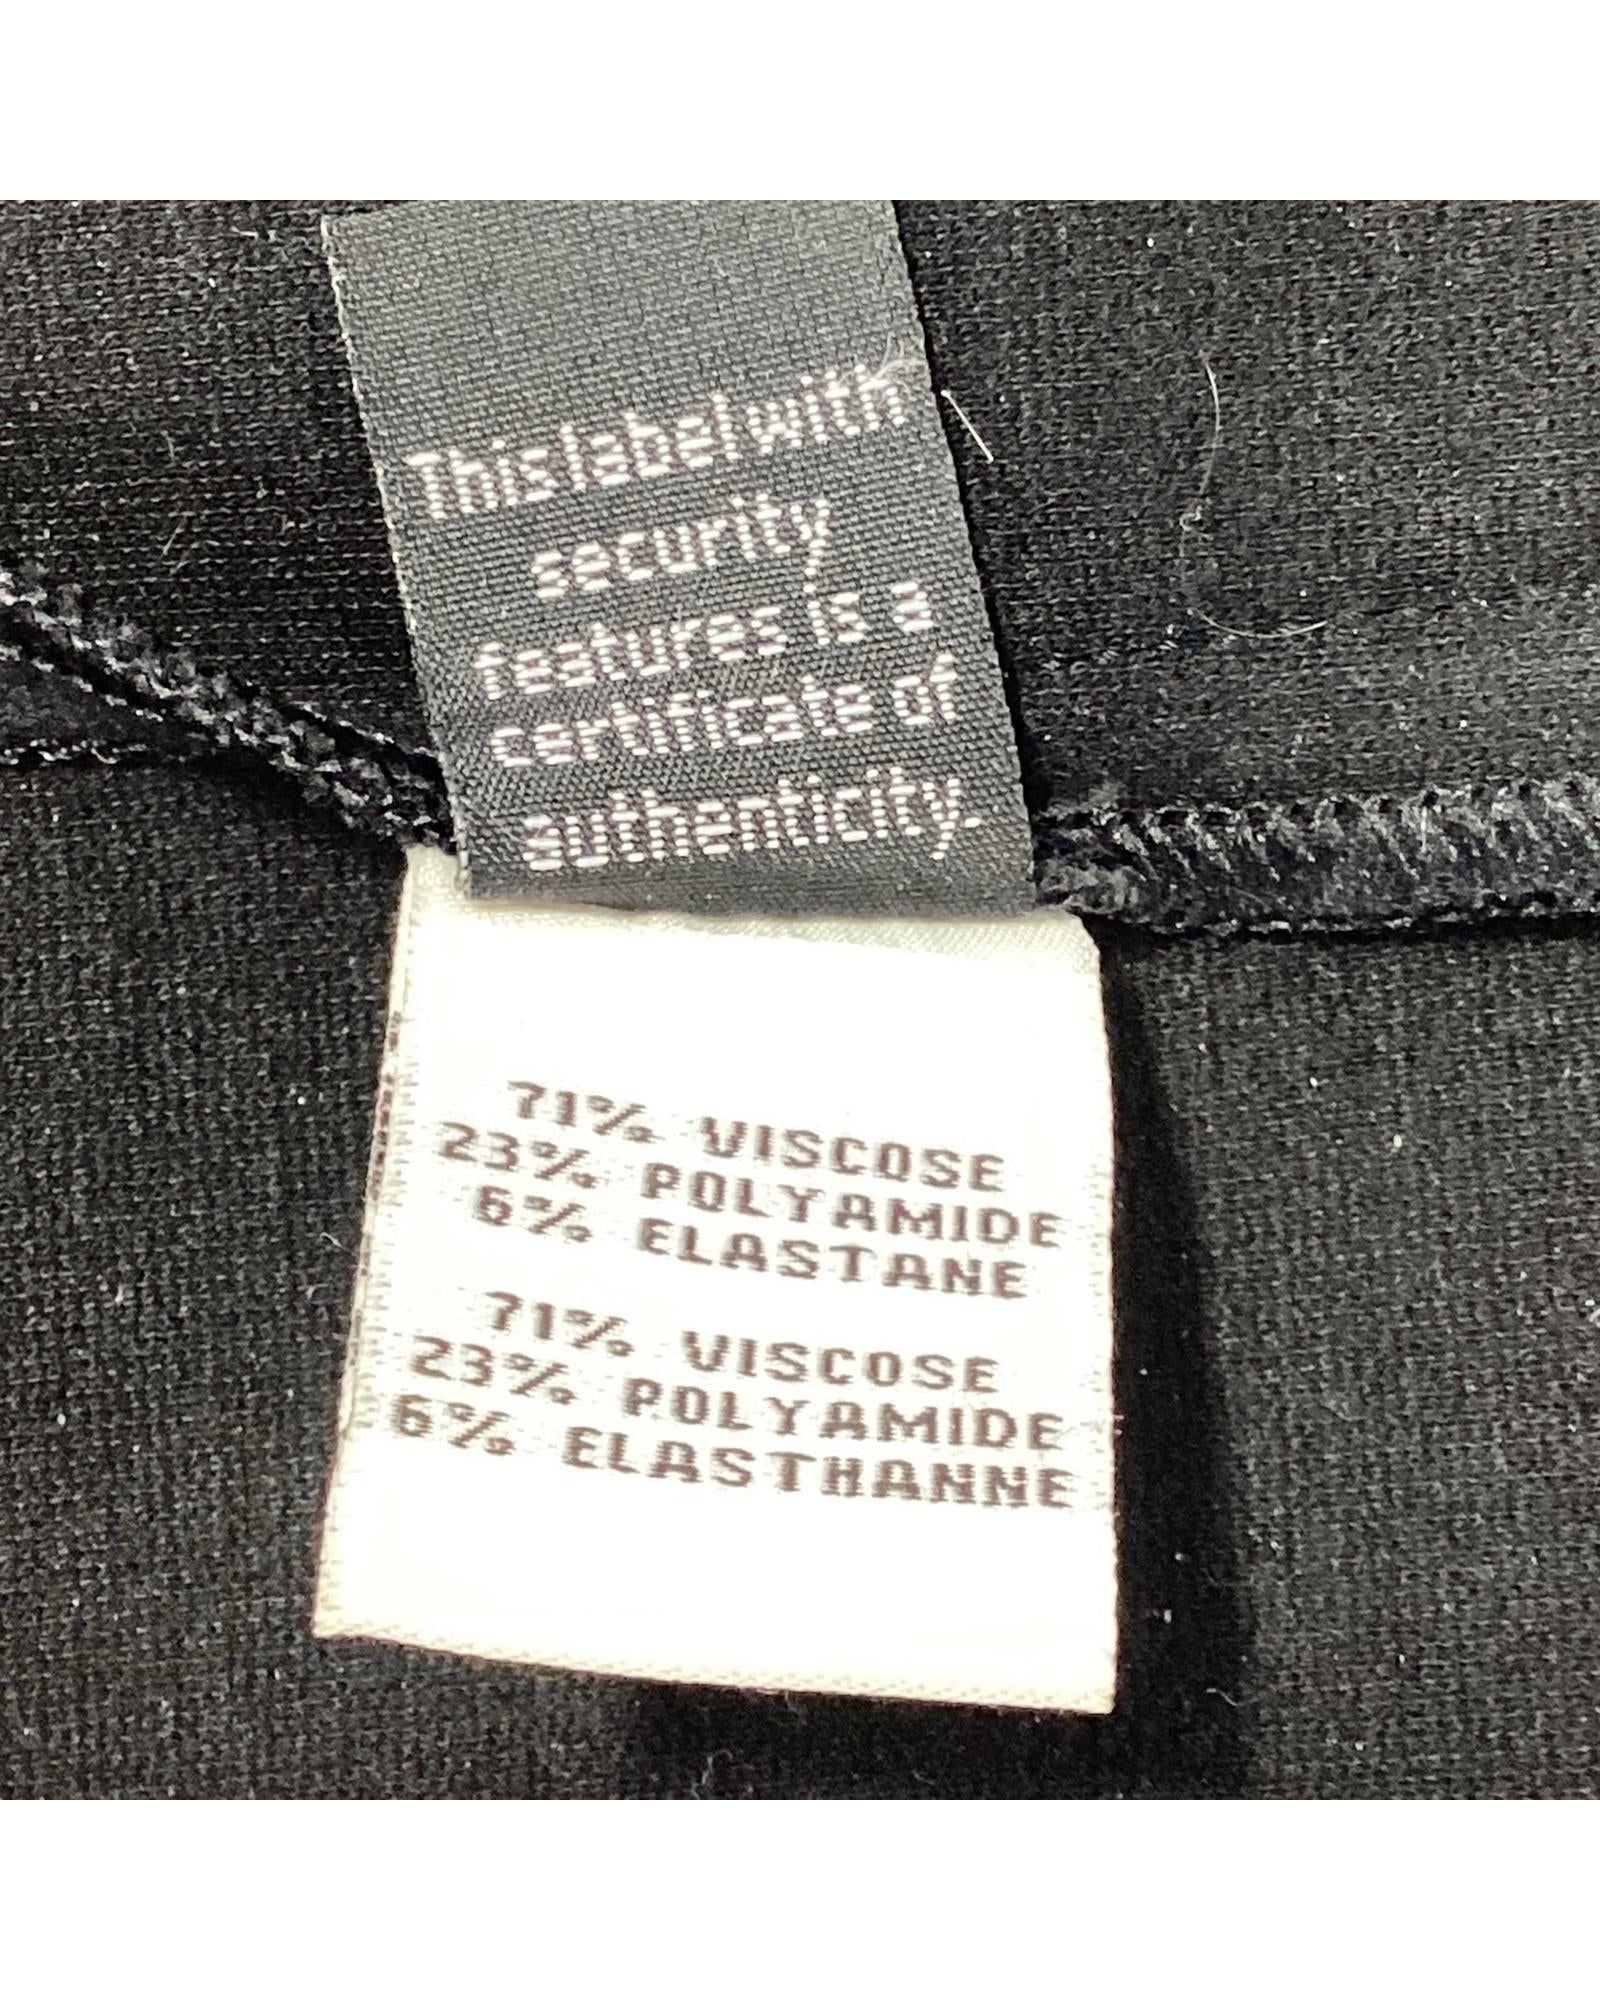 This label with
security
features is a
certificate of
authenticity.
71% VISCOSE
23% POLYAMIDE
6% ELASTANE
71% VISCOSE
23% POLYAMIDE
6% ELASTHANNE